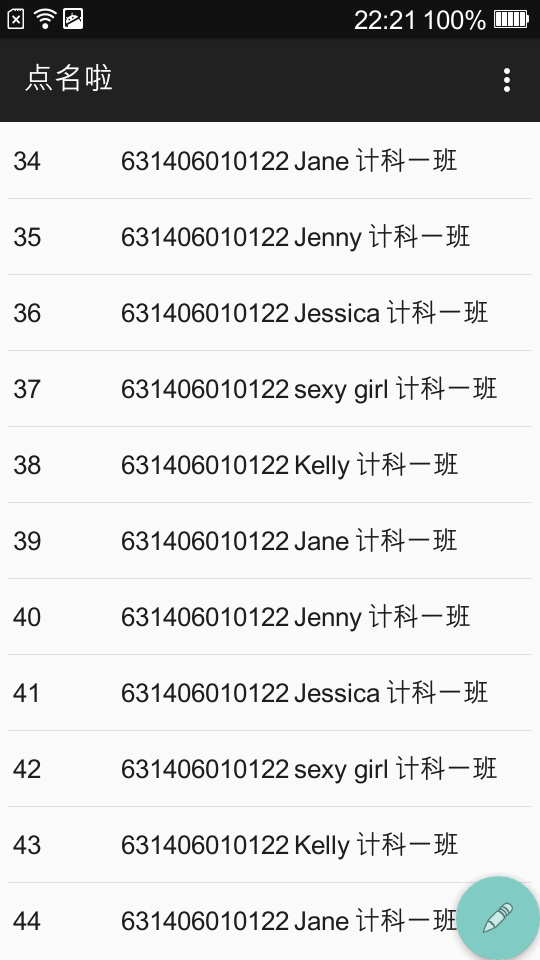 22:21 100%
点名啦
34 631406010122 Jane 计科一班
35 631406010122 Jenny 计科一班
36 631406010122 Jessica 计科一班
37 631406010122 sexy girl 计科一班
38 631406010122 Kelly 计科一班
39 631406010122 Jane 计科一班
40 631406010122 Jenny 计科一班
41 631406010122 Jessica 计科一班
42 631406010122 sexy girl 计科一班
43 631406010122 Kelly 计科一班
44 631406010122 Jane 计科一班